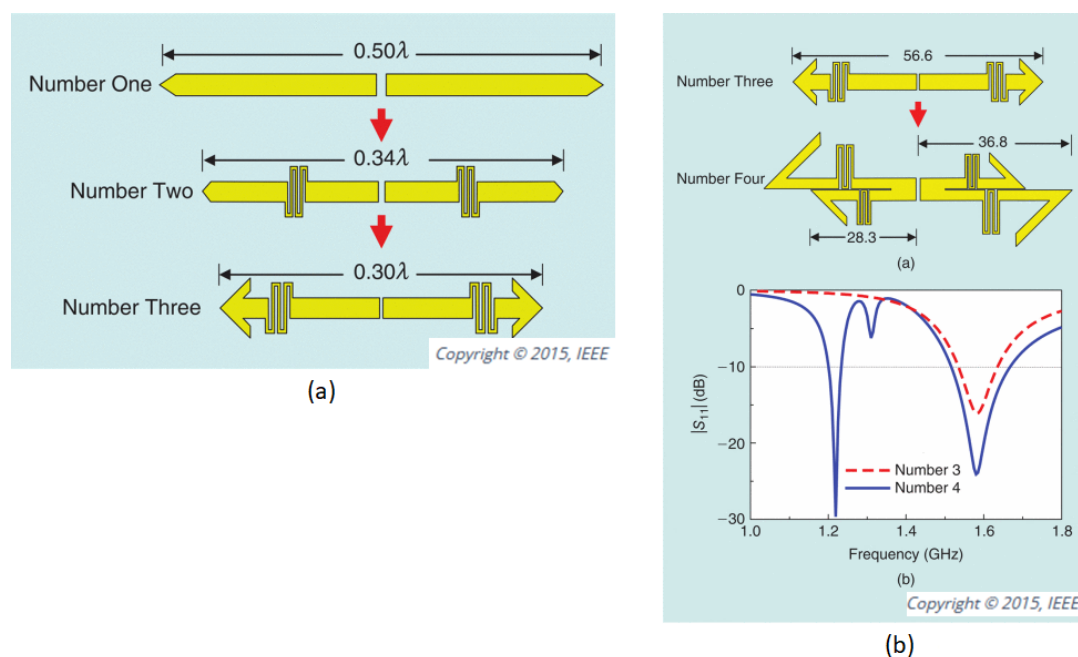 0.50λ
Number One
0.34λ
Number Two
0.30λ
Number Three
Copyright © 2015, IEEE
(a)
56.6
Number Three
36.8
Number Four
28.3
(a)
0
-10
-20
-30
|S11| (dB)
Number 3
Number 4
1.0 1.2 1.4 1.6 1.8
Frequency (GHz)
(b)
Copyright © 2015, IEEE
(b)